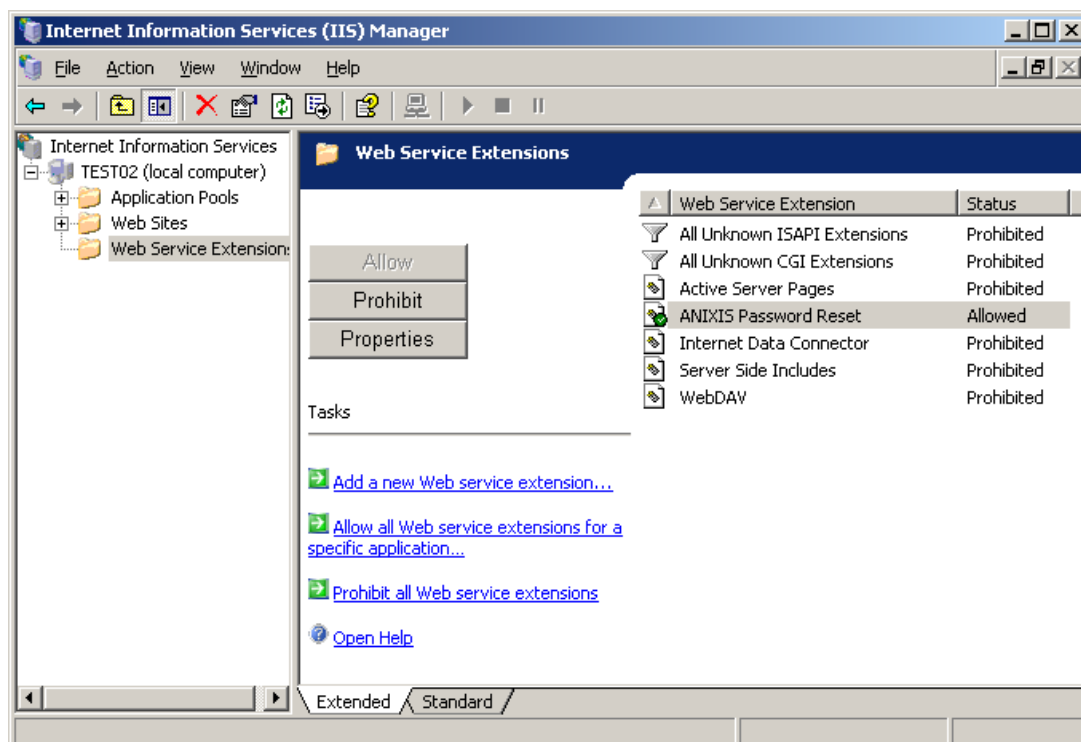 Internet Information Services (IIS) Manager
File Action View Window Help
Internet Information Services
TEST02 (local computer)
Application Pools
Web Sites
Web Service Extension
Web Service Extensions
Allow
Prohibit
Properties
Tasks
Add a new Web service extension...
Allow all Web service extensions for a
specific application...
Prohibit all Web service extensions
Open Help
Web Service Extension Status
All Unknown ISAPI Extensions Prohibited
All Unknown CGI Extensions Prohibited
Active Server Pages Prohibited
ANIXIS Password Reset Allowed
Internet Data Connector Prohibited
Server Side Includes Prohibited
WebDAV Prohibited
Extended Standard